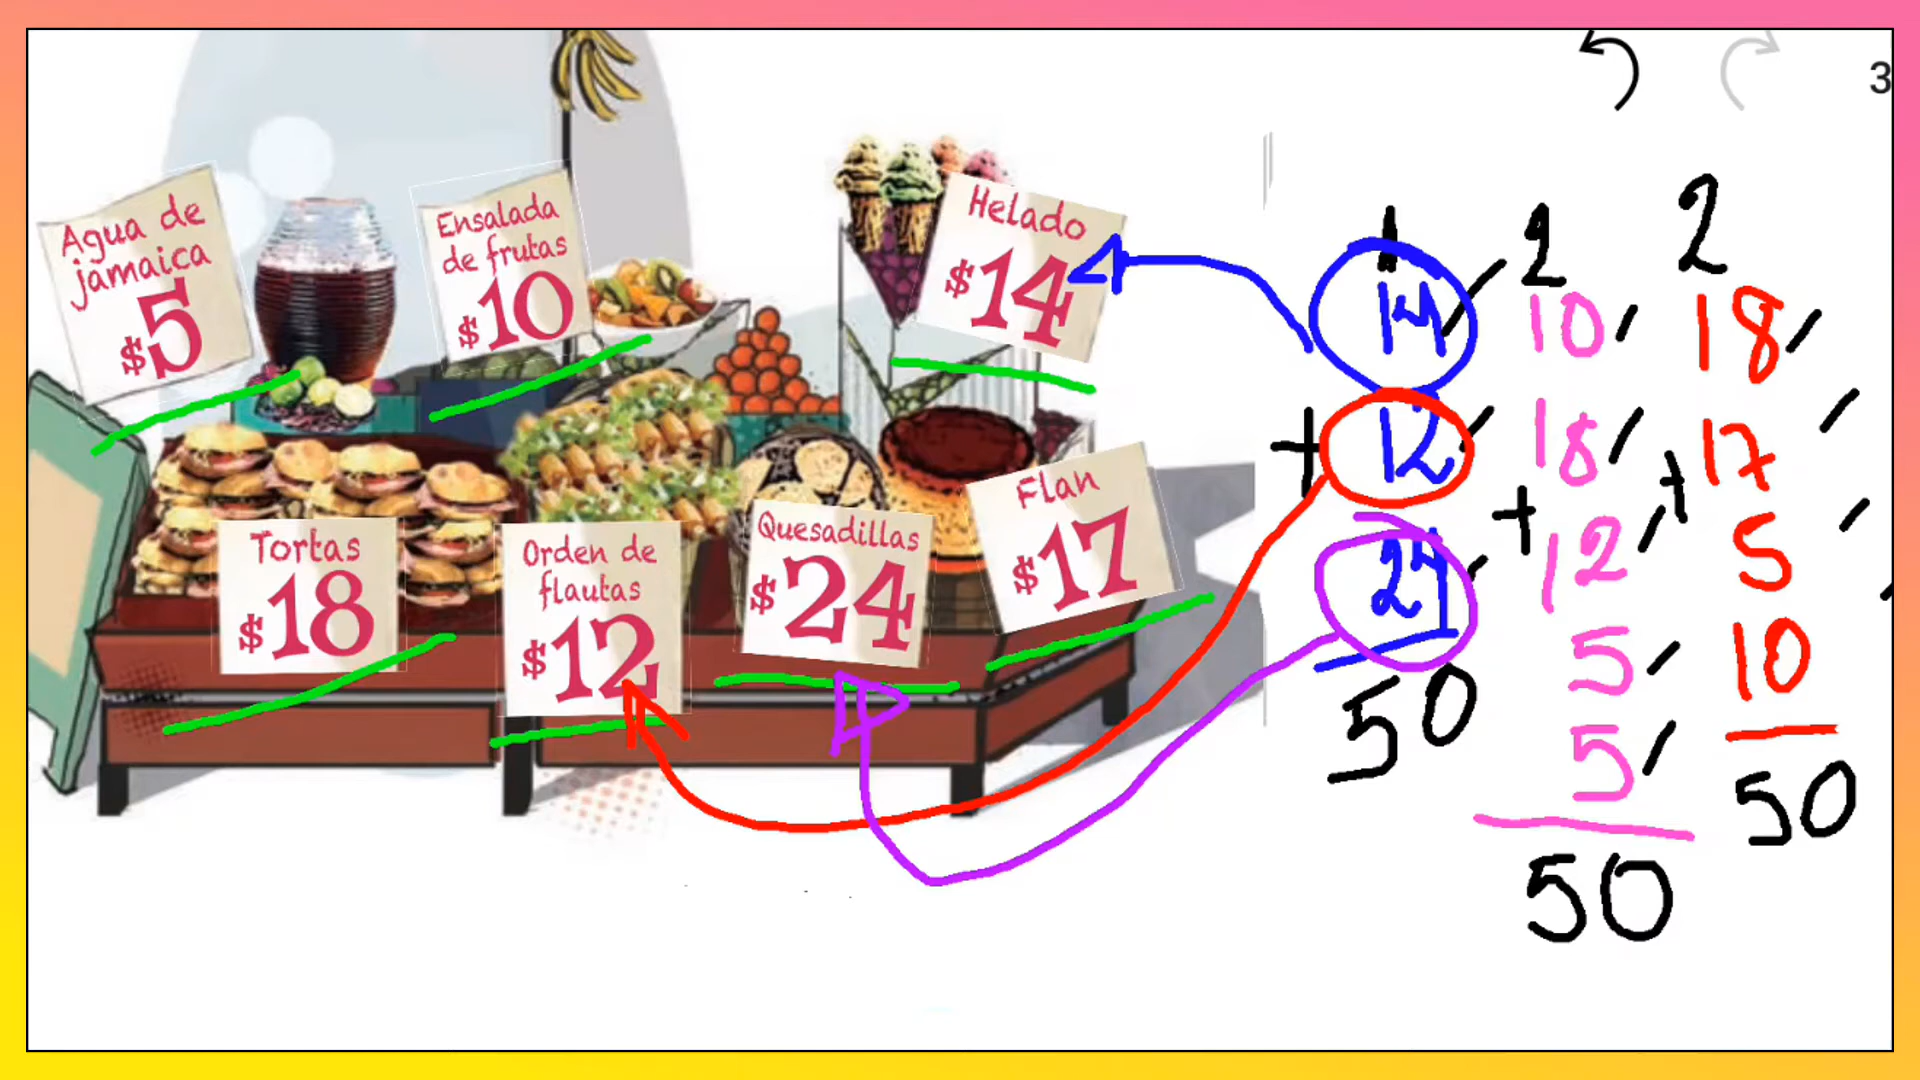 3
Agua de
jamaica
$5
Ensalada
de frutas
$10
Helado
$14
Tortas
$18
Orden de
flautas
$12
Quesadillas
$24
Flan
$17
1
14
+ 12
24
50
2
10
18
+ 12
5
5
50
2
18
+ 17
5
10
50